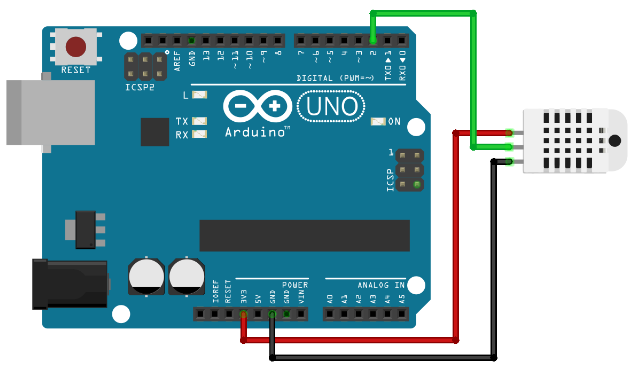 RESET
ICSP2
AREF
GND
13
12
~11
~10
~9
8
7
~6
~5
4
~3
2
TX0▶1
RX0◀0
DIGITAL (PWM=~)
L
TX
RX
UNO
Arduino™
ON
1
ICSP
POWER
ANALOG IN
IOREF
RESET
3V3
5V
GND
GND
VIN
A0
A1
A2
A3
A4
A5